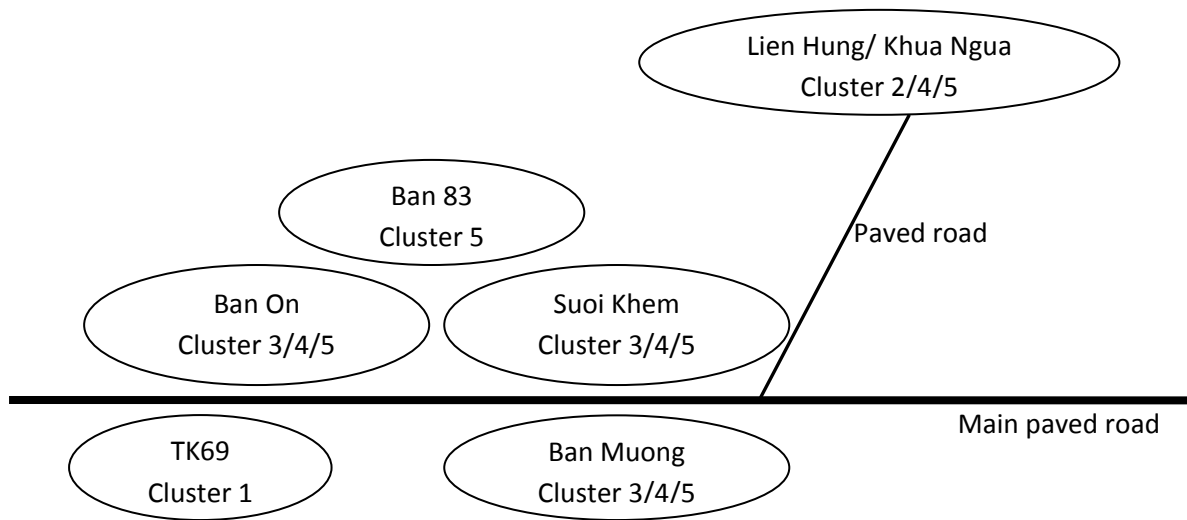 Lien Hung/ Khua Ngua
Cluster 2/4/5
Ban 83
Cluster 5
Paved road
Ban On
Cluster 3/4/5
Suoi Khem
Cluster 3/4/5
Main paved road
TK69
Cluster 1
Ban Muong
Cluster 3/4/5